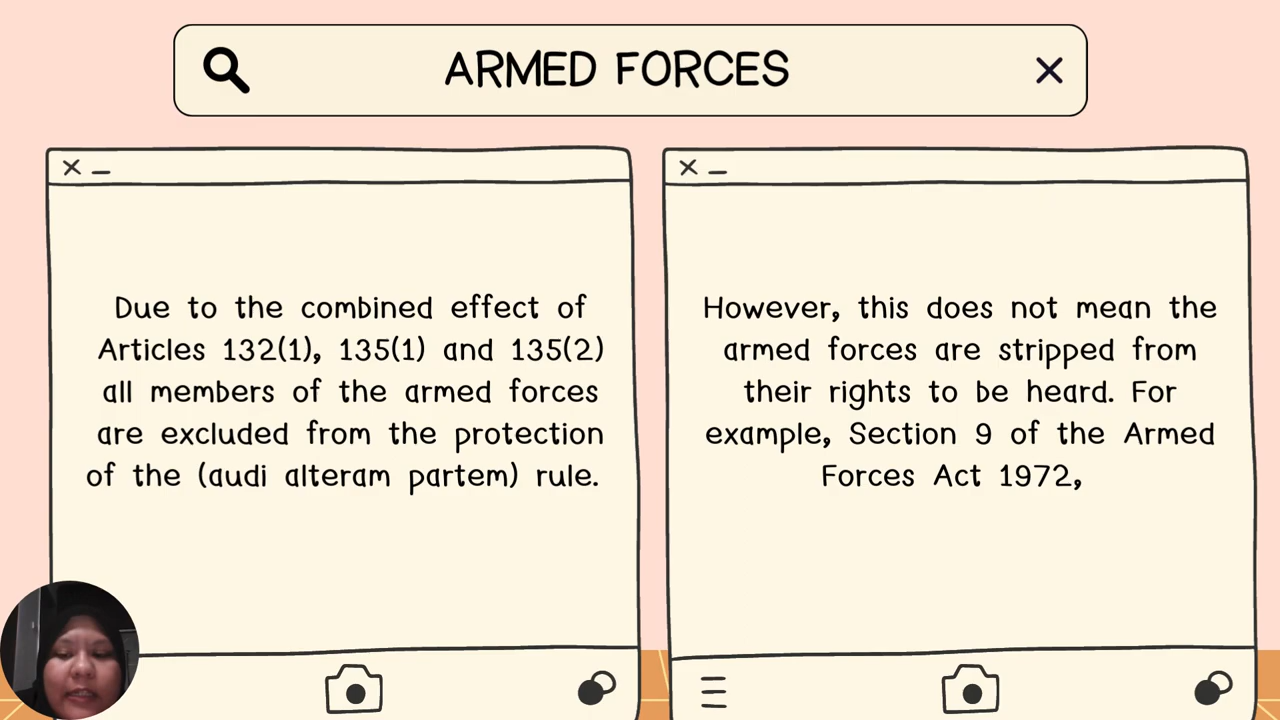 ARMED FORCES
Due to the combined effect of
Articles 132(1), 135(1) and 135(2)
all members of the armed forces
are excluded from the protection
of the (audi alteram partem) rule.
However, this does not mean the
armed forces are stripped from
their rights to be heard. For
example, Section 9 of the Armed
Forces Act 1972,